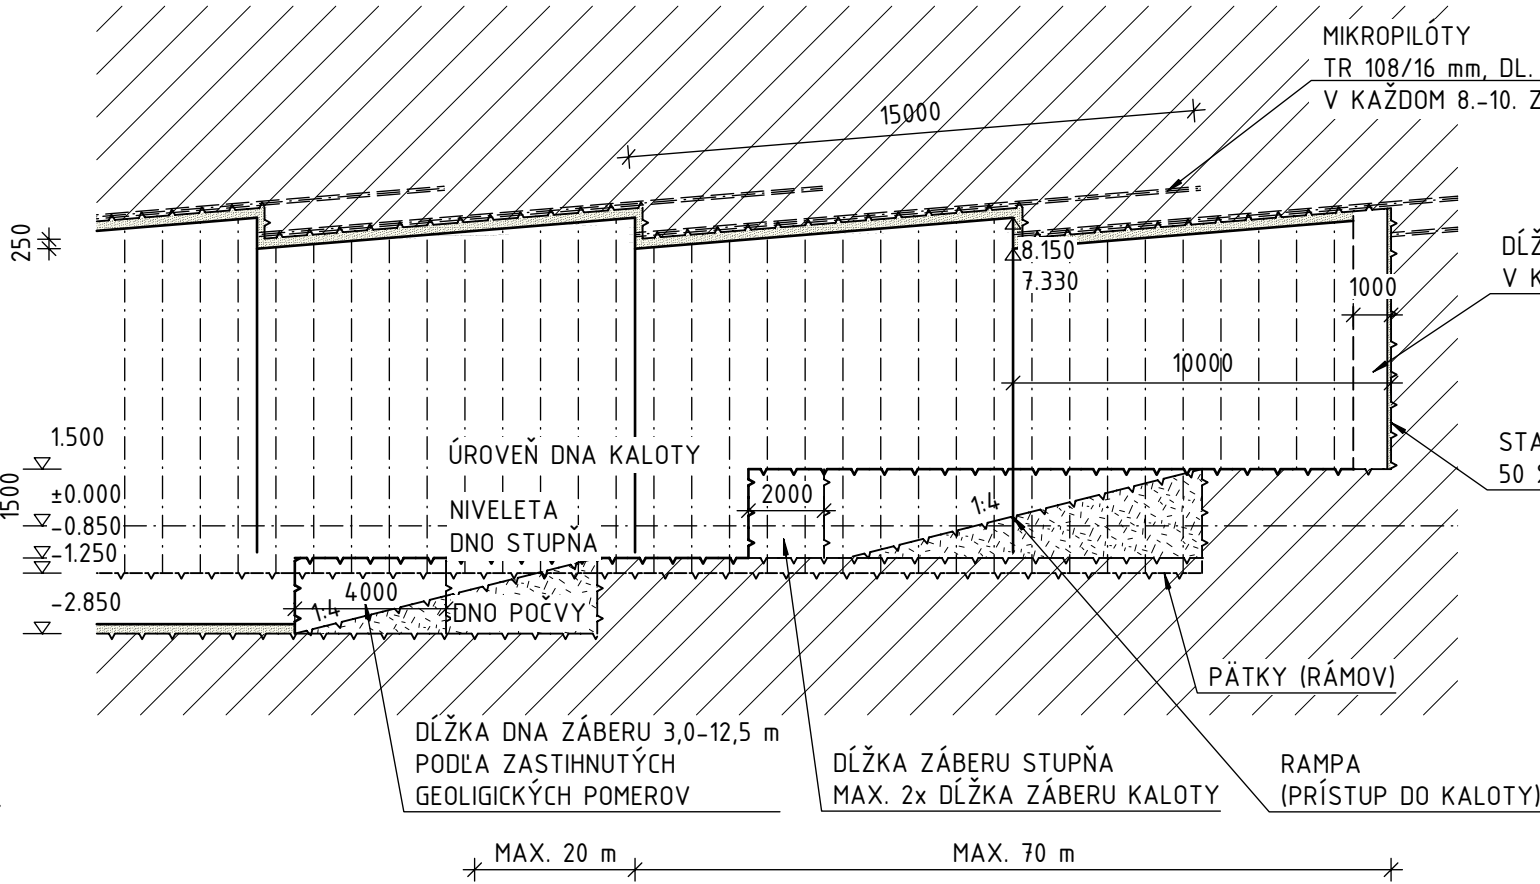 MIKROPILÓTY
TR 108/16 mm, DL.
V KAŽDOM 8.-10. Z
15000
250
8.150
7.330
1000
DĹŽ
V K
10000
1.500
ÚROVEŇ DNA KALOTY
STA
50
1500
±0.000
NIVELETA
2000
1:4
-0.850
DNO STUPŇA
-1.250
-2.850
1:4
4000
DNO POČVY
PÄTKY (RÁMOV)
DĹŽKA DNA ZÁBERU 3,0-12,5 m
PODĽA ZASTIHNUTÝCH
GEOLIGICKÝCH POMEROV
DĹŽKA ZÁBERU STUPŇA
MAX. 2x DĹŽKA ZÁBERU KALOTY
RAMPA
(PRÍSTUP DO KALOTY)
MAX. 20 m
MAX. 70 m